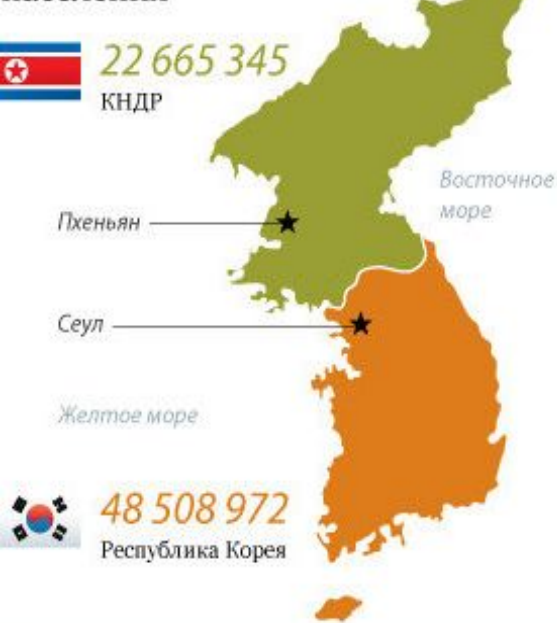 22 665 345
КНДР
Восточное
море
Пхеньян
Сеул
Желтое море
48 508 972
Республика Корея